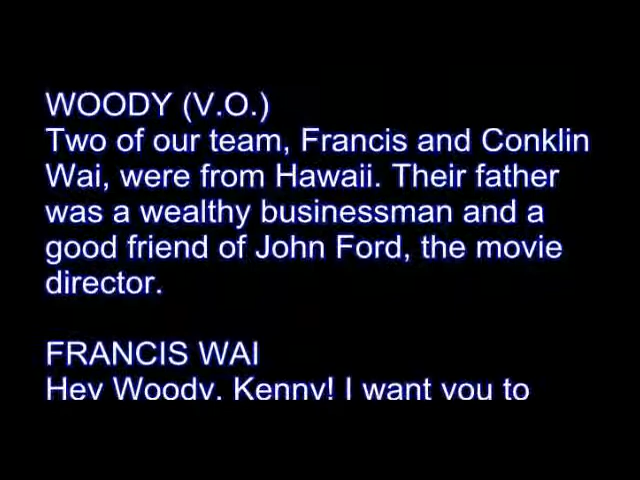 WOODY (V.O.)
Two of our team, Francis and Conklin
Wai, were from Hawaii. Their father
was a wealthy businessman and a
good friend of John Ford, the movie
director.
FRANCIS WAI
Hey Woody, Kenny! I want you to